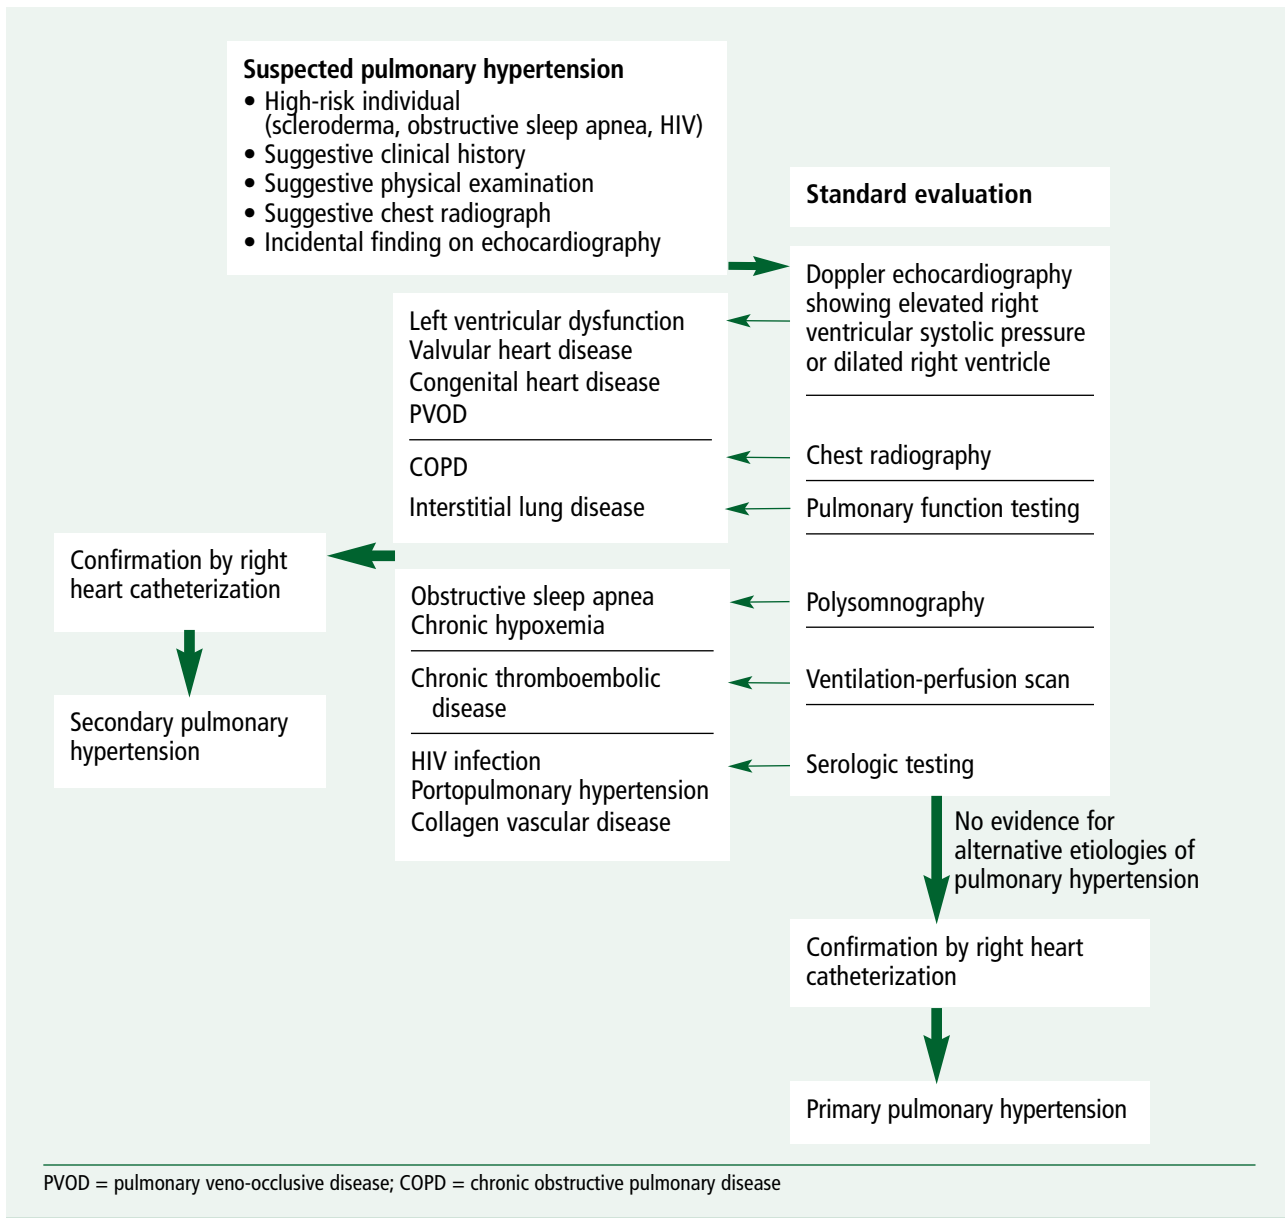 Suspected pulmonary hypertension
• High-risk individual
(scleroderma, obstructive sleep apnea, HIV)
• Suggestive clinical history
• Suggestive physical examination
• Suggestive chest radiograph
• Incidental finding on echocardiography
Standard evaluation
Doppler echocardiography
showing elevated right
ventricular systolic pressure
or dilated right ventricle
Chest radiography
Pulmonary function testing
Polysomnography
Ventilation-perfusion scan
Serologic testing
Left ventricular dysfunction
Valvular heart disease
Congenital heart disease
PVOD
COPD
Interstitial lung disease
Obstructive sleep apnea
Chronic hypoxemia
Chronic thromboembolic
disease
HIV infection
Portopulmonary hypertension
Collagen vascular disease
Confirmation by right
heart catheterization
Secondary pulmonary
hypertension
No evidence for
alternative etiologies of
pulmonary hypertension
Confirmation by right heart
catheterization
Primary pulmonary hypertension
PVOD = pulmonary veno-occlusive disease; COPD = chronic obstructive pulmonary disease